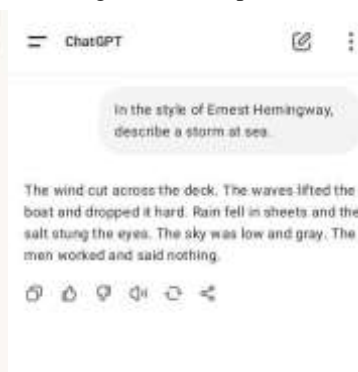 ChatGPT
In the style of Ernest Hemingway,
describe a storm at sea.
The wind cut across the deck. The waves lifted the
boat and dropped it hard. Rain fell in sheets and the
salt stung the eyes. The sky was low and gray. The
men worked and said nothing.